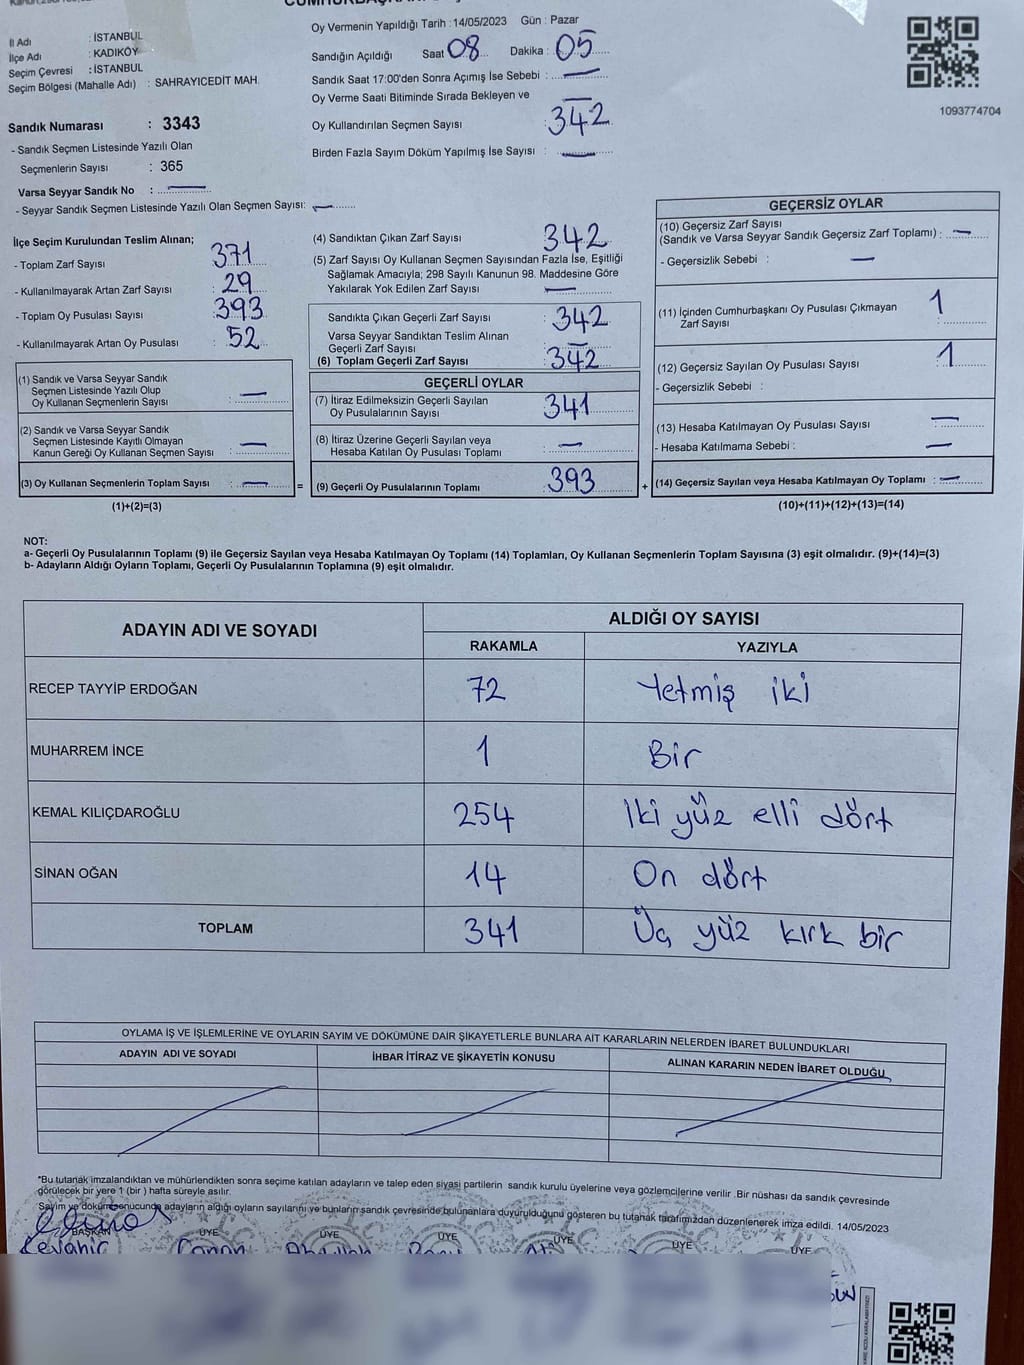 Oy Vermenin Yapıldığı Tarih : 14/05/2023 Gün : Pazar
İl Adı : İSTANBUL
İlçe Adı : KADIKÖY
Seçim Çevresi : İSTANBUL
Seçim Bölgesi (Mahalle Adı) : SAHRAYICEDİT MAH.
Sandığın Açıldığı Saat 08 Dakika : 05
Sandık Saat 17:00'den Sonra Açımış İse Sebebi : —
Oy Verme Saati Bitiminde Sırada Bekleyen ve —
Oy Kullandırılan Seçmen Sayısı : 342
Birden Fazla Sayım Döküm Yapılmış İse Sayısı : —
1093774704
Sandık Numarası : 3343
- Sandık Seçmen Listesinde Yazılı Olan
Seçmenlerin Sayısı : 365
Varsa Seyyar Sandık No : —
- Seyyar Sandık Seçmen Listesinde Yazılı Olan Seçmen Sayısı: —
İlçe Seçim Kurulundan Teslim Alınan;
- Toplam Zarf Sayısı : 371
- Kullanılmayarak Artan Zarf Sayısı : 29
- Toplam Oy Pusulası Sayısı : 393
- Kullanılmayarak Artan Oy Pusulası : 52
(1) Sandık ve Varsa Seyyar Sandık
Seçmen Listesinde Yazılı Olup
Oy Kullanan Seçmenlerin Sayısı : —
(2) Sandık ve Varsa Seyyar Sandık
Seçmen Listesinde Kayıtlı Olmayan
Kanun Gereği Oy Kullanan Seçmen Sayısı : —
(3) Oy Kullanan Seçmenlerin Toplam Sayısı : — =
(1)+(2)=(3)
(4) Sandıktan Çıkan Zarf Sayısı 342
(5) Zarf Sayısı Oy Kullanan Seçmen Sayısından Fazla İse, Eşitliği
Sağlamak Amacıyla; 298 Sayılı Kanunun 98. Maddesine Göre
Yakılarak Yok Edilen Zarf Sayısı : —
Sandıkta Çıkan Geçerli Zarf Sayısı : 342
Varsa Seyyar Sandıktan Teslim Alınan
Geçerli Zarf Sayısı : —
(6) Toplam Geçerli Zarf Sayısı : 342
GEÇERLİ OYLAR
(7) İtiraz Edilmeksizin Geçerli Sayılan
Oy Pusulalarının Sayısı : 341
(8) İtiraz Üzerine Geçerli Sayılan veya
Hesaba Katılan Oy Pusulası Toplamı : —
(9) Geçerli Oy Pusulalarının Toplamı : 393 +
GEÇERSİZ OYLAR
(10) Geçersiz Zarf Sayısı
(Sandık ve Varsa Seyyar Sandık Geçersiz Zarf Toplamı) : —
- Geçersizlik Sebebi : —
(11) İçinden Cumhurbaşkanı Oy Pusulası Çıkmayan
Zarf Sayısı : 1
(12) Geçersiz Sayılan Oy Pusulası Sayısı : 1
- Geçersizlik Sebebi :
(13) Hesaba Katılmayan Oy Pusulası Sayısı : —
- Hesaba Katılmama Sebebi : —
(14) Geçersiz Sayılan veya Hesaba Katılmayan Oy Toplamı : —
(10)+(11)+(12)+(13)=(14)
NOT:
a- Geçerli Oy Pusulalarının Toplamı (9) ile Geçersiz Sayılan veya Hesaba Katılmayan Oy Toplamı (14) Toplamları, Oy Kullanan Seçmenlerin Toplam Sayısına (3) eşit olmalıdır. (9)+(14)=(3)
b- Adayların Aldığı Oyların Toplamı, Geçerli Oy Pusulalarının Toplamına (9) eşit olmalıdır.
ADAYIN ADI VE SOYADI ALDIĞI OY SAYISI
RAKAMLA YAZIYLA
RECEP TAYYİP ERDOĞAN 72 Yetmiş iki
MUHARREM İNCE 1 Bir
KEMAL KILIÇDAROĞLU 254 İki yüz elli dört
SİNAN OĞAN 14 On dört
TOPLAM 341 Üç yüz kırk bir
OYLAMA İŞ VE İŞLEMLERİNE VE OYLARIN SAYIM VE DÖKÜMÜNE DAİR ŞİKAYETLERLE BUNLARA AİT KARARLARIN NELERDEN İBARET BULUNDUKLARI
ADAYIN ADI VE SOYADI İHBAR İTİRAZ VE ŞİKAYETİN KONUSU ALINAN KARARIN NEDEN İBARET OLDUĞU
*Bu tutanak imzalandıktan ve mühürlendikten sonra seçime katılan adayların ve talep eden siyasi partilerin sandık kurulu üyelerine veya gözlemcilerine verilir .Bir nüshası da sandık çevresinde
görülecek bir yere 1 (bir ) hafta süreyle asılır.
Sayım ve döküm sonucunda adayların aldığı oyların sayılarını ve bunların sandık çevresinde bulunanlara duyurulduğunu gösteren bu tutanak tarafımızdan düzenlenerek imza edildi. 14/05/2023
BAŞKAN ÜYE ÜYE ÜYE ÜYE ÜYE ÜYE